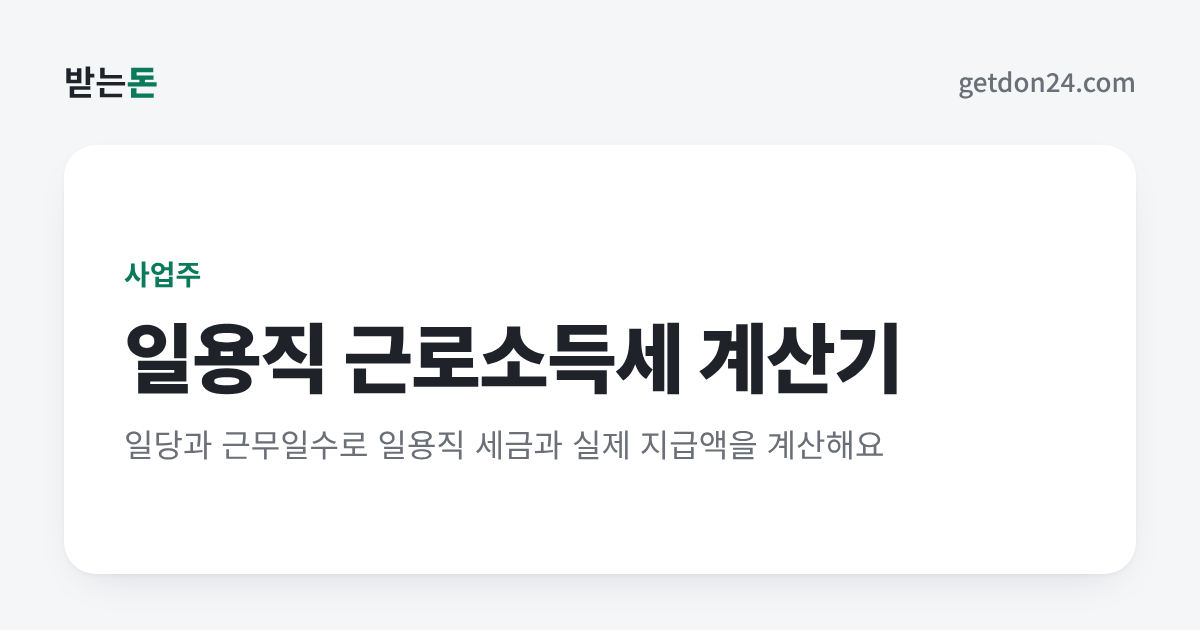 받는돈
getdon24.com
사업주
일용직 근로소득세 계산기
일당과 근무일수로 일용직 세금과 실제 지급액을 계산해요